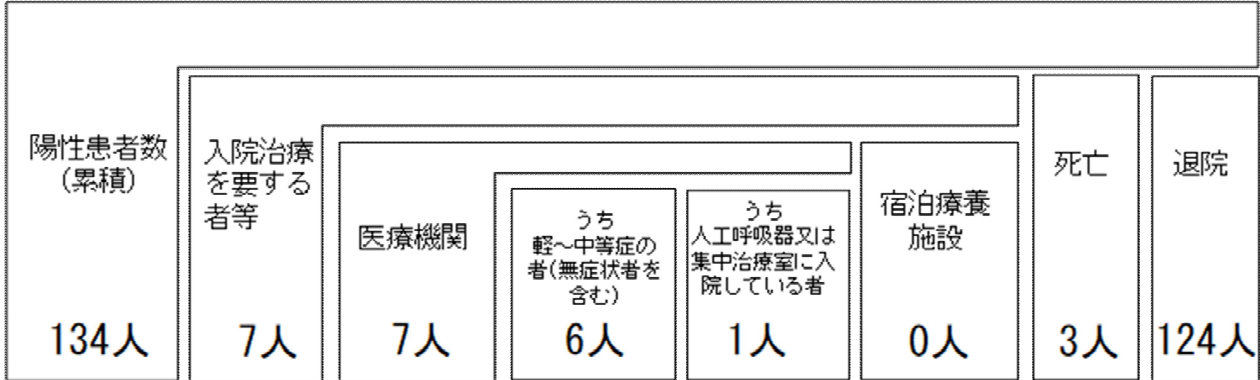 陽性患者数
(累積)
134人
入院治療
を要する
者等
7人
医療機関
7人
うち
軽～中等症の
者(無症状者を
含む)
6人
うち
人工呼吸器又は
集中治療室に入
院している者
1人
宿泊療養
施設
0人
死亡
3人
退院
124人